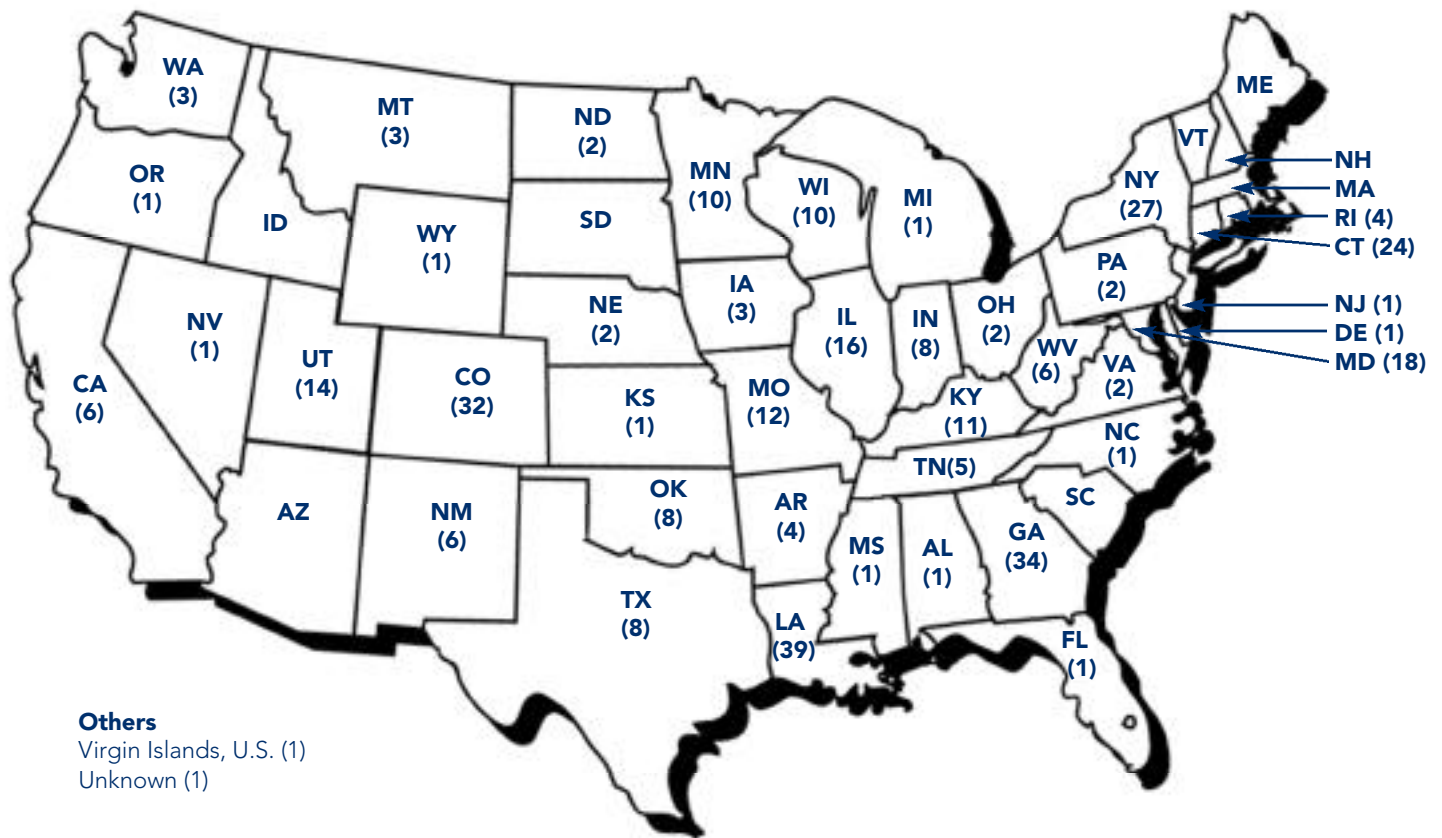 WA
(3)
MT
(3)
ND
(2)
MN
(10)
WI
(10)
MI
(1)
ME
VT
NH
MA
RI (4)
CT (24)
NY
(27)
OR
(1)
ID
WY
(1)
SD
PA
(2)
NJ (1)
DE (1)
MD (18)
NV
(1)
UT
(14)
CO
(32)
NE
(2)
IA
(3)
IL
(16)
IN
(8)
OH
(2)
WV
(6)
VA
(2)
CA
(6)
KS
(1)
MO
(12)
KY
(11)
NC
(1)
TN(5)
SC
AZ
NM
(6)
OK
(8)
AR
(4)
MS
(1)
AL
(1)
GA
(34)
TX
(8)
LA
(39)
FL
(1)
Others
Virgin Islands, U.S. (1)
Unknown (1)